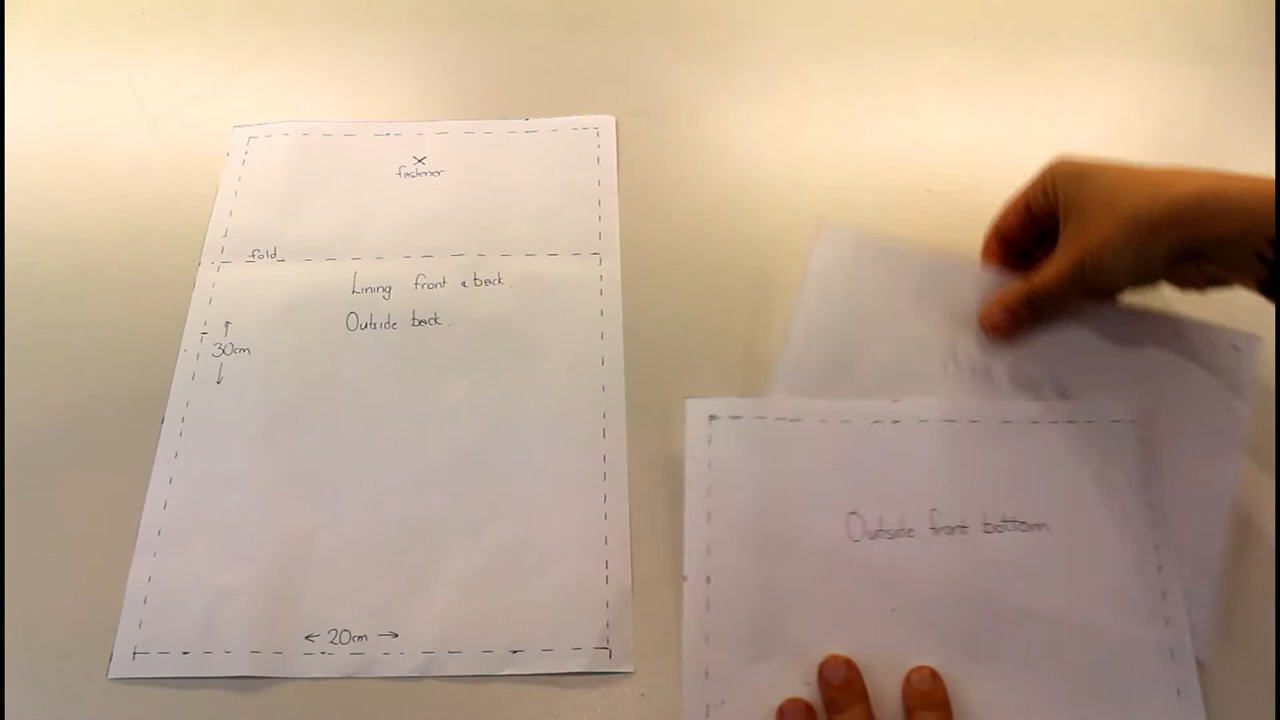 x
fastener
fold
Lining front & back
Outside back.
30cm
20cm
Outside front bottom